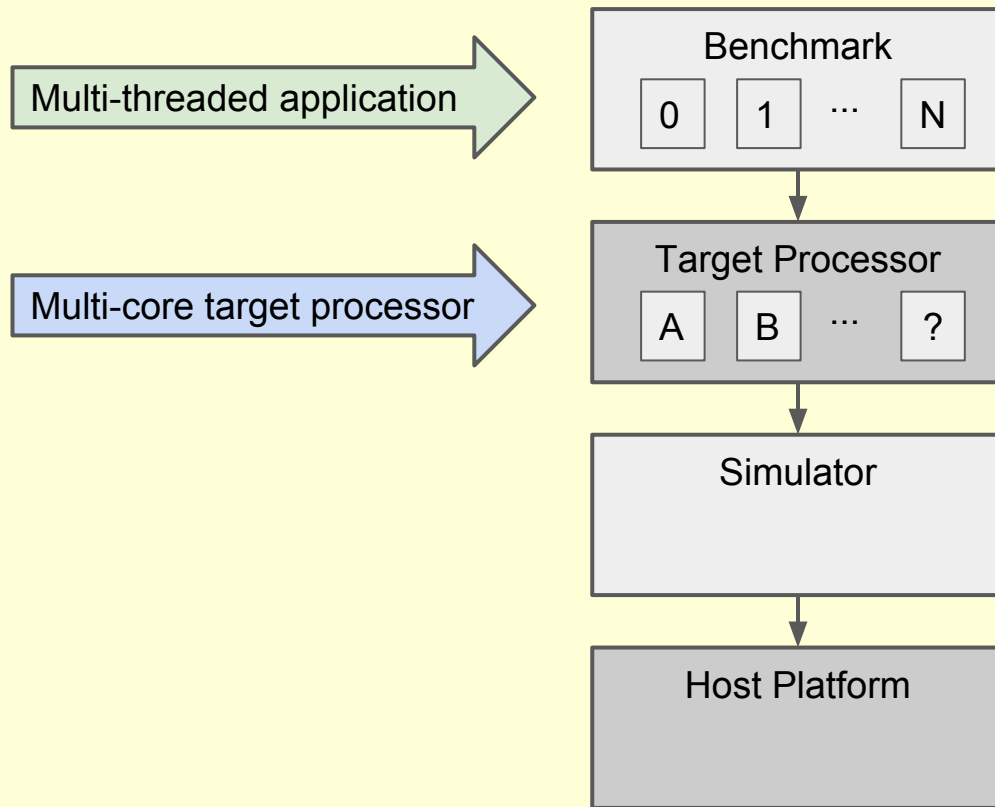 Multi-threaded application
Benchmark
0 1 ... N
Multi-core target processor
Target Processor
A B ... ?
Simulator
Host Platform